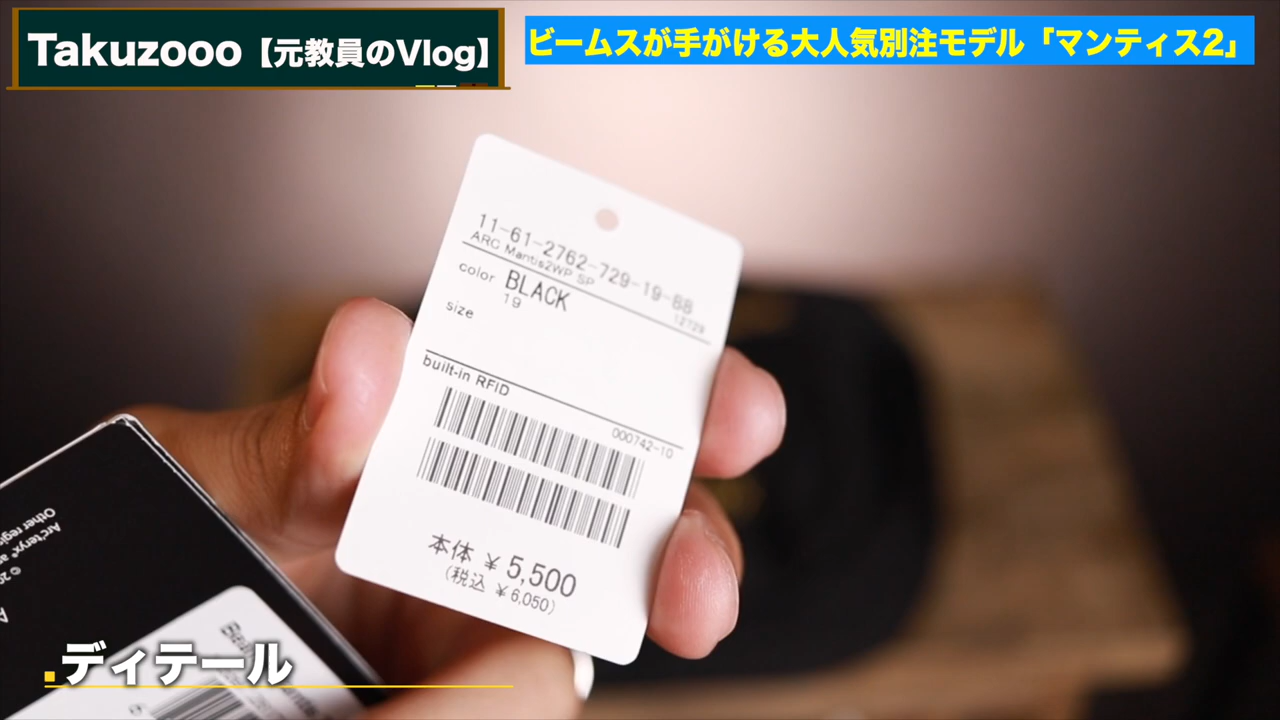 Takuzooo【元教員のVlog】
ビームスが手がける大人気別注モデル「マンティス2」
11-61-2762-729-19-68
ARC Mantis2WP SP
12729
color BLACK
19
size
built-in RFID
000742-10
本体 ¥5,500
(税込 ¥6,050)
Arc'teryx®
Other
ディテール